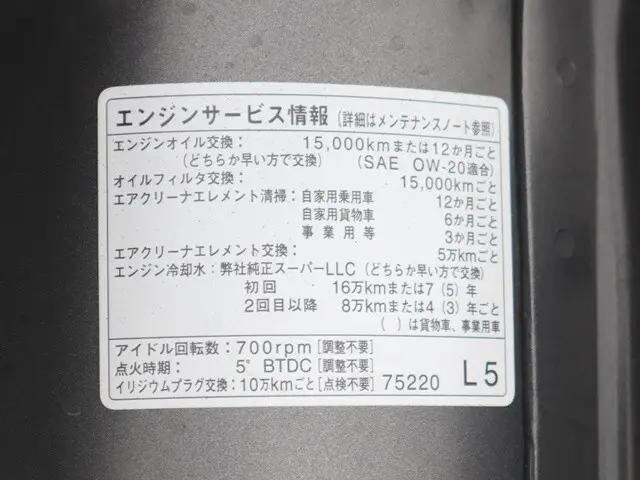 エンジンサービス情報 (詳細はメンテナンスノート参照)
エンジンオイル交換： 15,000kmまたは12か月ごと
(どちらか早い方で交換) (SAE 0W-20適合)
オイルフィルタ交換： 15,000kmごと
エアクリーナエレメント清掃：自家用乗用車 12か月ごと
自家用貨物車 6か月ごと
事業用等 3か月ごと
エアクリーナエレメント交換： 5万kmごと
エンジン冷却水：弊社純正スーパーLLC (どちらか早い方で交換)
初回 16万kmまたは7 (5) 年
2回目以降 8万kmまたは4 (3) 年ごと
( ) は貨物車、事業用車
アイドル回転数：700rpm [調整不要]
点火時期： 5° BTDC [調整不要]
イリジウムプラグ交換：10万kmごと [点検不要] 75220 L5